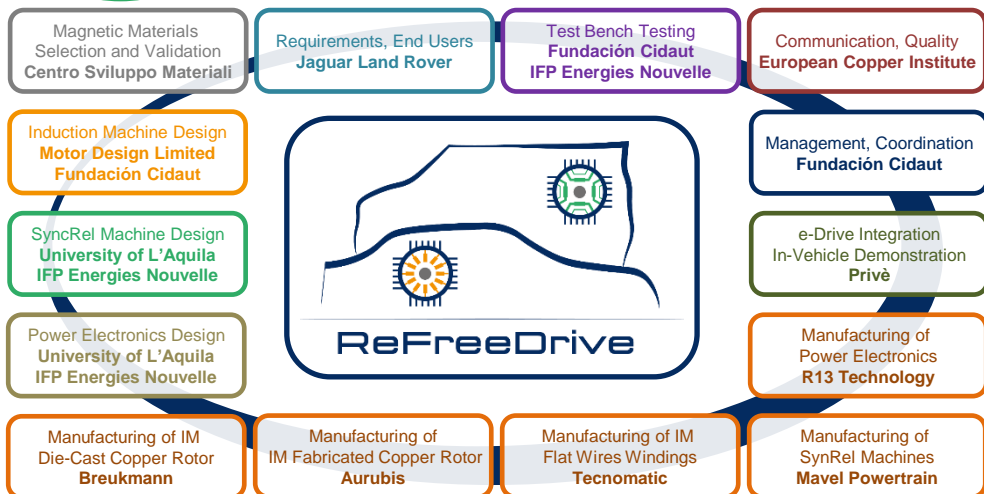 Magnetic Materials
Selection and Validation
Centro Sviluppo Materiali
Requirements, End Users
Jaguar Land Rover
Test Bench Testing
Fundación Cidaut
IFP Energies Nouvelle
Communication, Quality
European Copper Institute
Induction Machine Design
Motor Design Limited
Fundación Cidaut
Management, Coordination
Fundación Cidaut
SyncRel Machine Design
University of L'Aquila
IFP Energies Nouvelle
e-Drive Integration
In-Vehicle Demonstration
Privè
ReFreeDrive
Power Electronics Design
University of L'Aquila
IFP Energies Nouvelle
Manufacturing of
Power Electronics
R13 Technology
Manufacturing of IM
Die-Cast Copper Rotor
Breukmann
Manufacturing of
IM Fabricated Copper Rotor
Aurubis
Manufacturing of IM
Flat Wires Windings
Tecnomatic
Manufacturing of
SynRel Machines
Mavel Powertrain